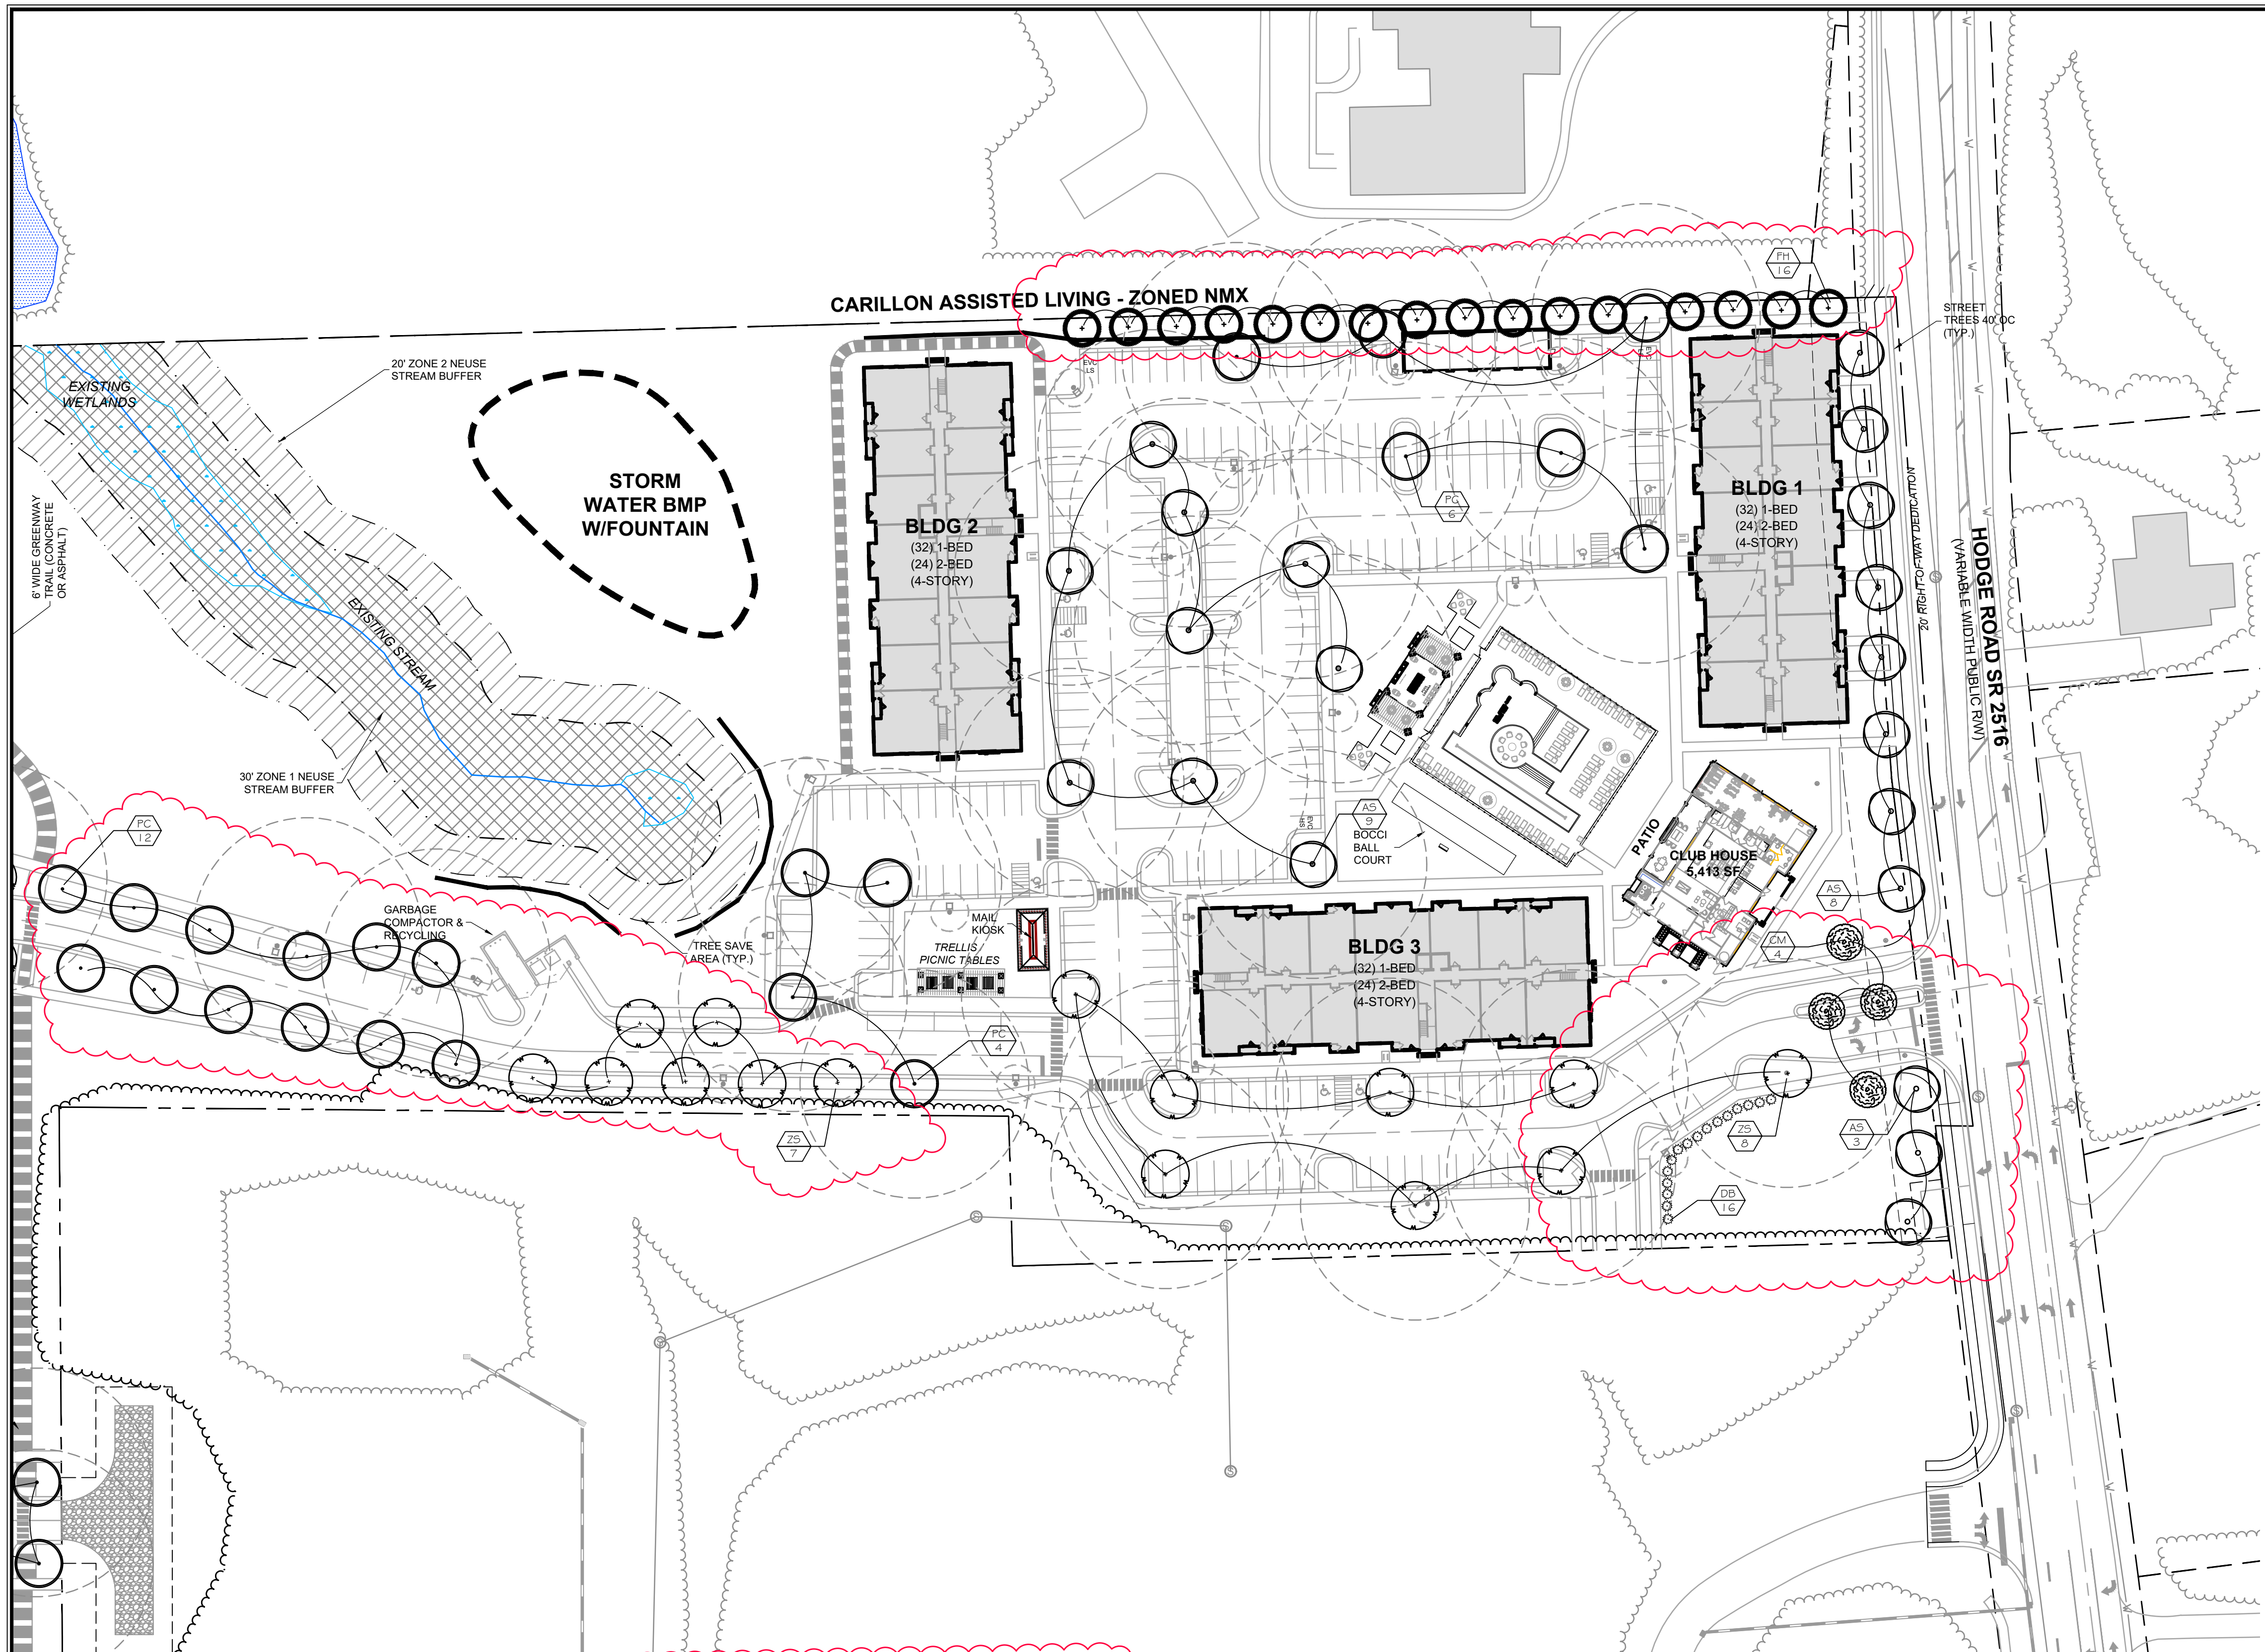 CARILLON ASSISTED LIVING - ZONED NMX
PH
16
STREET
TREES 40' OC
(TYP.)
20' ZONE 2 NEUSE
STREAM BUFFER
EXISTING
WETLANDS
EVC
LS
STORM
WATER BMP
W/FOUNTAIN
6' WIDE GREENWAY
TRAIL (CONCRETE
OR ASPHALT)
EXISTING STREAM
BLDG 2
(32) 1-BED
(24) 2-BED
(4-STORY)
PC
6
BLDG 1
(32) 1-BED
(24) 2-BED
(4-STORY)
20' RIGHT-OF-WAY DEDICATION
HODGE ROAD SR 2516
(VARIABLE WIDTH PUBLIC R/W)
30' ZONE 1 NEUSE
STREAM BUFFER
PC
12
AS
9
BOCCI
BALL
COURT
EVC
LS
PATIO
CLUB HOUSE
5,413 SF
AS
8
CM
4
GARBAGE
COMPACTOR &
RECYCLING
TREE SAVE
AREA (TYP.)
MAIL
KIOSK
TRELLIS
PICNIC TABLES
BLDG 3
(32) 1-BED
(24) 2-BED
(4-STORY)
PC
4
ZS
7
ZS
8
AS
3
DB
16